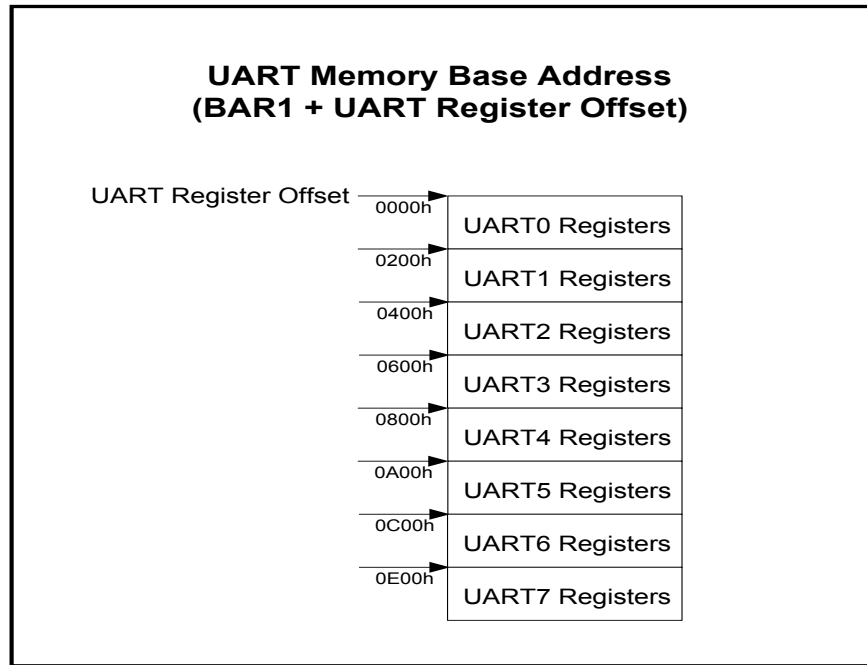 UART Memory Base Address
(BAR1 + UART Register Offset)
UART Register Offset
0000h
UART0 Registers
0200h
UART1 Registers
0400h
UART2 Registers
0600h
UART3 Registers
0800h
UART4 Registers
0A00h
UART5 Registers
0C00h
UART6 Registers
0E00h
UART7 Registers